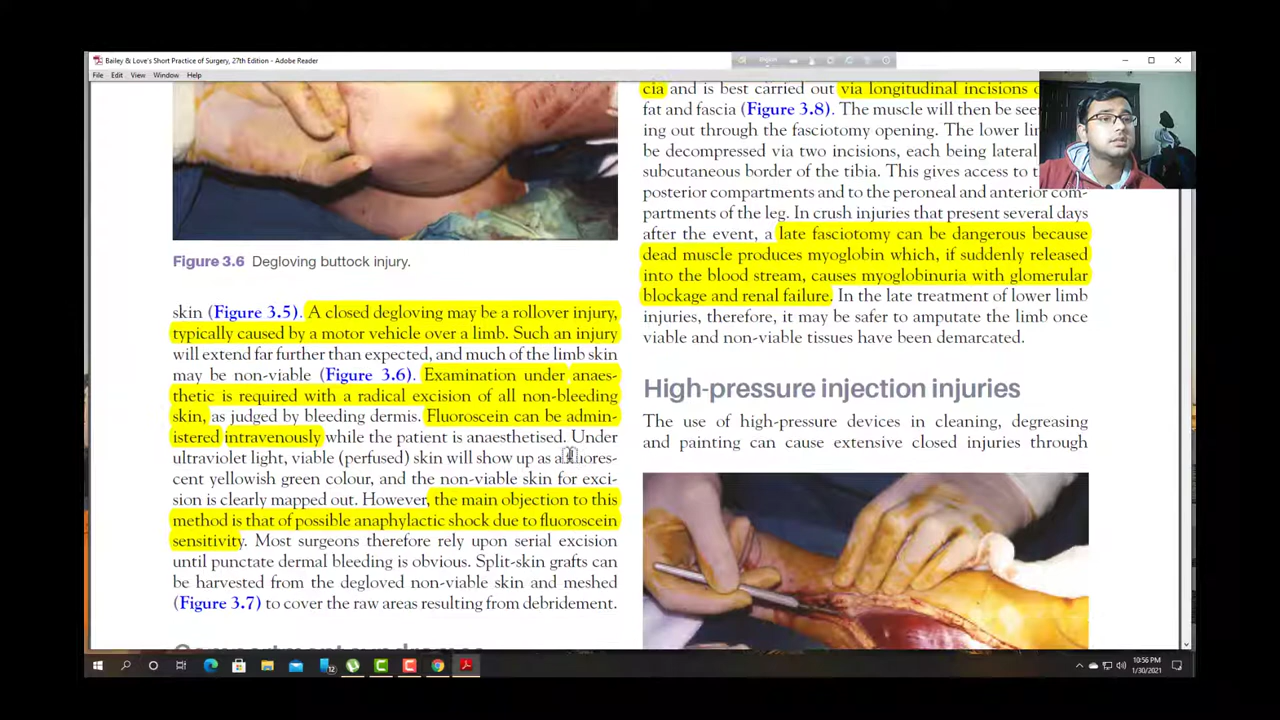 Bailey & Love's Short Practice of Surgery, 27th Edition - Adobe Reader
File Edit View Window Help
Figure 3.6 Degloving buttock injury.
skin (Figure 3.5). A closed degloving may be a rollover injury,
typically caused by a motor vehicle over a limb. Such an injury
will extend far further than expected, and much of the limb skin
may be non-viable (Figure 3.6). Examination under anaes-
thetic is required with a radical excision of all non-bleeding
skin, as judged by bleeding dermis. Fluoroscein can be admin-
istered intravenously while the patient is anaesthetised. Under
ultraviolet light, viable (perfused) skin will show up as a fluores-
cent yellowish green colour, and the non-viable skin for exci-
sion is clearly mapped out. However, the main objection to this
method is that of possible anaphylactic shock due to fluoroscein
sensitivity. Most surgeons therefore rely upon serial excision
until punctate dermal bleeding is obvious. Split-skin grafts can
be harvested from the degloved non-viable skin and meshed
(Figure 3.7) to cover the raw areas resulting from debridement.
cia and is best carried out via longitudinal incisions
fat and fascia (Figure 3.8). The muscle will then be see
ing out through the fasciotomy opening. The lower li
be decompressed via two incisions, each being lateral
subcutaneous border of the tibia. This gives access to t
posterior compartments and to the peroneal and anterior com-
partments of the leg. In crush injuries that present several days
after the event, a late fasciotomy can be dangerous because
dead muscle produces myoglobin which, if suddenly released
into the blood stream, causes myoglobinuria with glomerular
blockage and renal failure. In the late treatment of lower limb
injuries, therefore, it may be safer to amputate the limb once
viable and non-viable tissues have been demarcated.
High-pressure injection injuries
The use of high-pressure devices in cleaning, degreasing
and painting can cause extensive closed injuries through
12
10:56 PM
1/30/2021